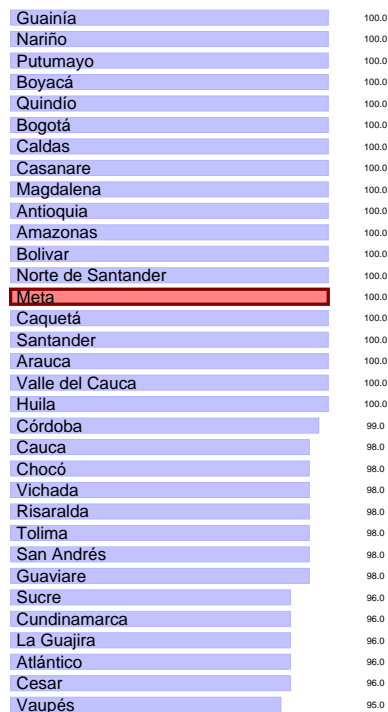 Guainía 100.0
Nariño 100.0
Putumayo 100.0
Boyacá 100.0
Quindío 100.0
Bogotá 100.0
Caldas 100.0
Casanare 100.0
Magdalena 100.0
Antioquia 100.0
Amazonas 100.0
Bolivar 100.0
Norte de Santander 100.0
Meta 100.0
Caquetá 100.0
Santander 100.0
Arauca 100.0
Valle del Cauca 100.0
Huila 100.0
Córdoba 99.0
Cauca 98.0
Chocó 98.0
Vichada 98.0
Risaralda 98.0
Tolima 98.0
San Andrés 98.0
Guaviare 98.0
Sucre 96.0
Cundinamarca 96.0
La Guajira 96.0
Atlántico 96.0
Cesar 96.0
Vaupés 95.0